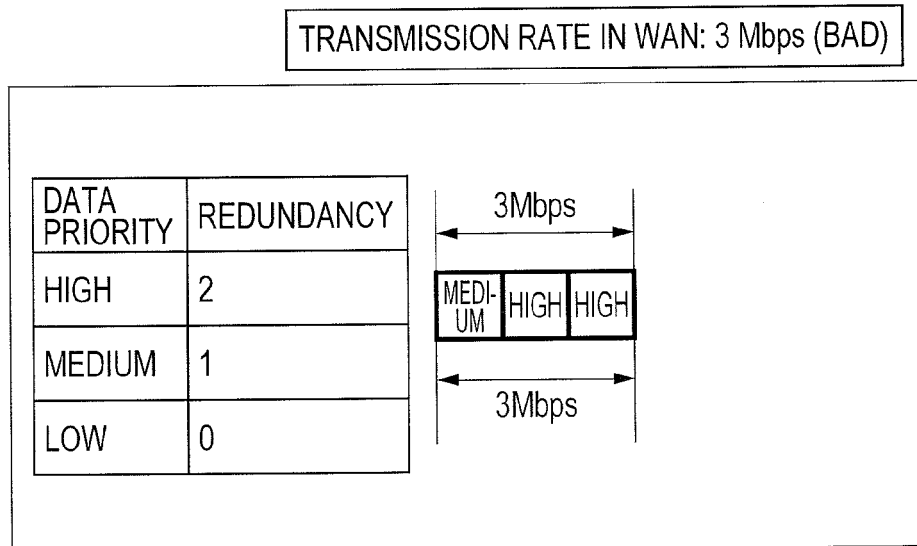 TRANSMISSION RATE IN WAN: 3 Mbps (BAD)
DATA
PRIORITY
REDUNDANCY
HIGH
2
MEDIUM
1
LOW
0
3Mbps
MEDI-
UM
HIGH
HIGH
3Mbps